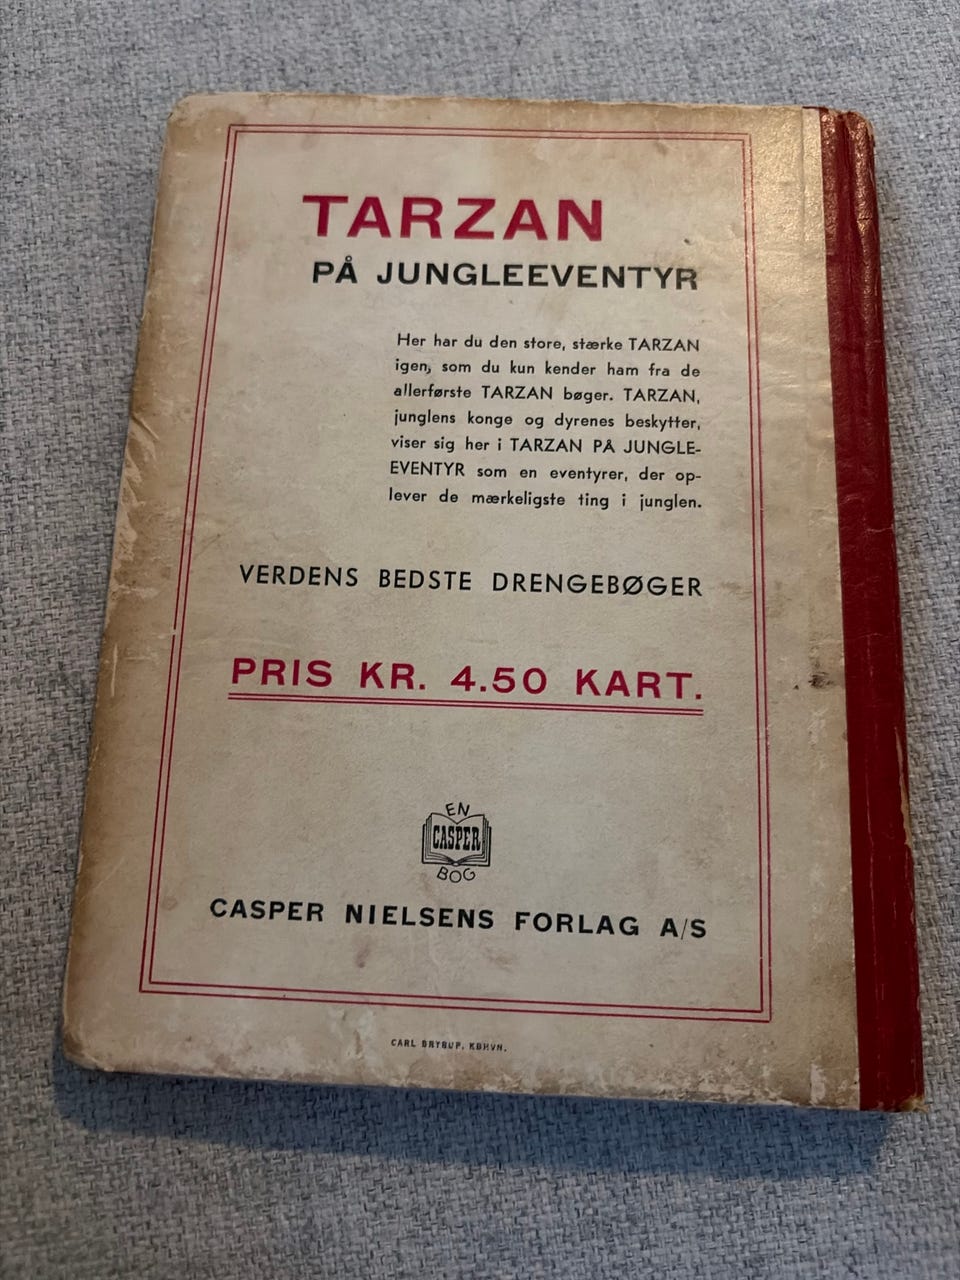 TARZAN
PÅ JUNGLEEVENTYR
Her har du den store, stærke TARZAN
igen, som du kun kender ham fra de
allerførste TARZAN bøger. TARZAN,
junglens konge og dyrenes beskytter,
viser sig her i TARZAN PÅ JUNGLE-
EVENTYR som en eventyrer, der op-
lever de mærkeligste ting i junglen.
VERDENS BEDSTE DRENGEBØGER
PRIS KR. 4.50 KART.
EN
CASPER
BOG
CASPER NIELSENS FORLAG A/S
CARL BRYRUP, KBHVN.